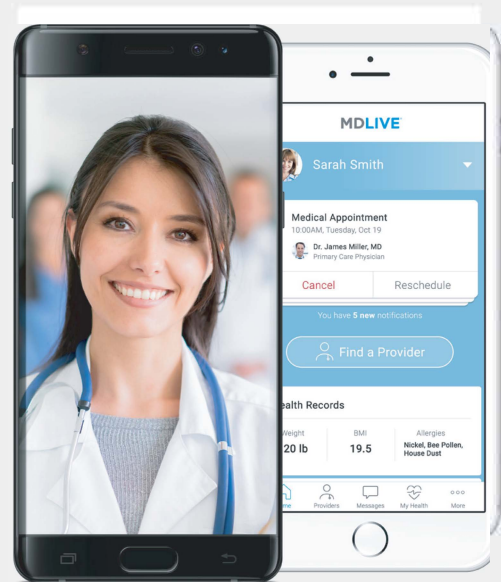 MDLIVE
Sarah Smith
Medical Appointment
10:00AM, Tuesday, Oct 19
Dr. James Miller, MD
Primary Care Physician
Cancel Reschedule
You have 5 new notifications
Find a Provider
ealth Records
Weight BMI Allergies
20 lb 19.5 Nickel, Bee Pollen,
House Dust
me Providers Messages My Health More